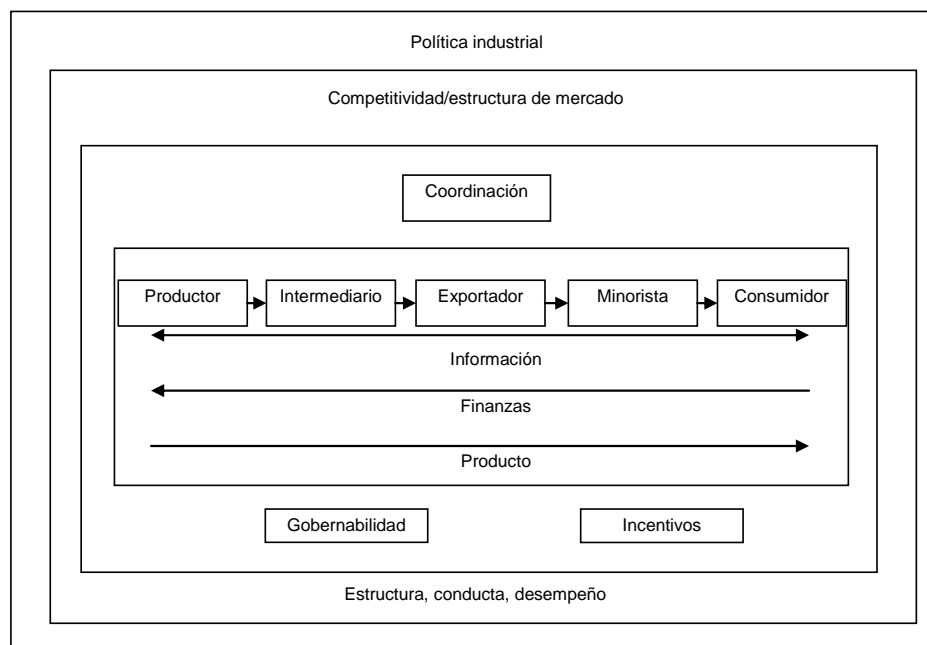 Política industrial
Competitividad/estructura de mercado
Coordinación
Productor
Intermediario
Exportador
Minorista
Consumidor
Información
Finanzas
Producto
Gobernabilidad
Incentivos
Estructura, conducta, desempeño